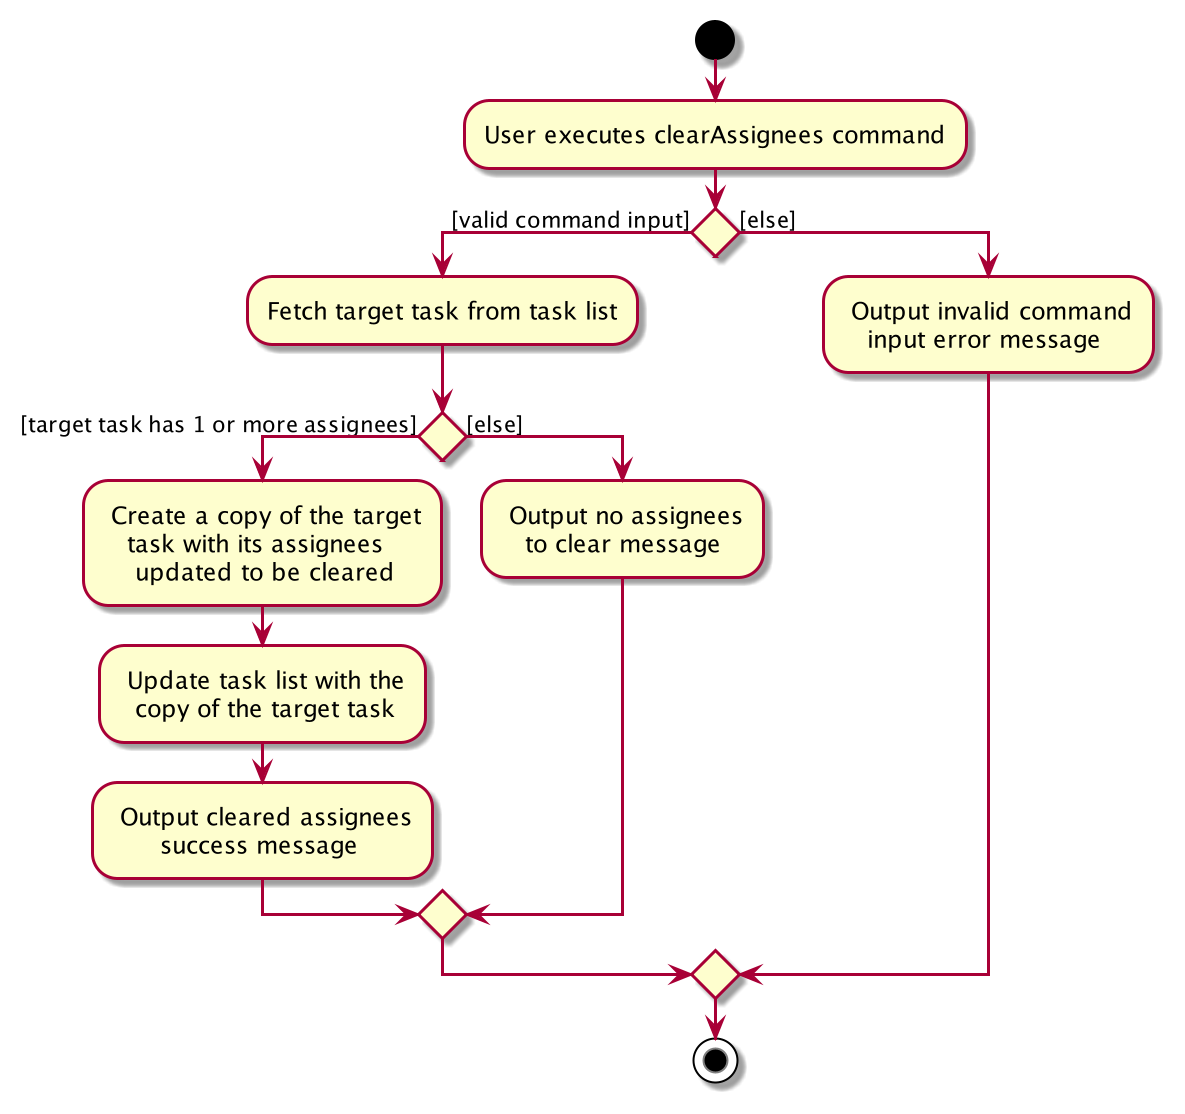 User executes clearAssignees command
[valid command input]
[else]
Fetch target task from task list
Output invalid command
input error message
[target task has 1 or more assignees]
[else]
Create a copy of the target
task with its assignees
updated to be cleared
Output no assignees
to clear message
Update task list with the
copy of the target task
Output cleared assignees
success message